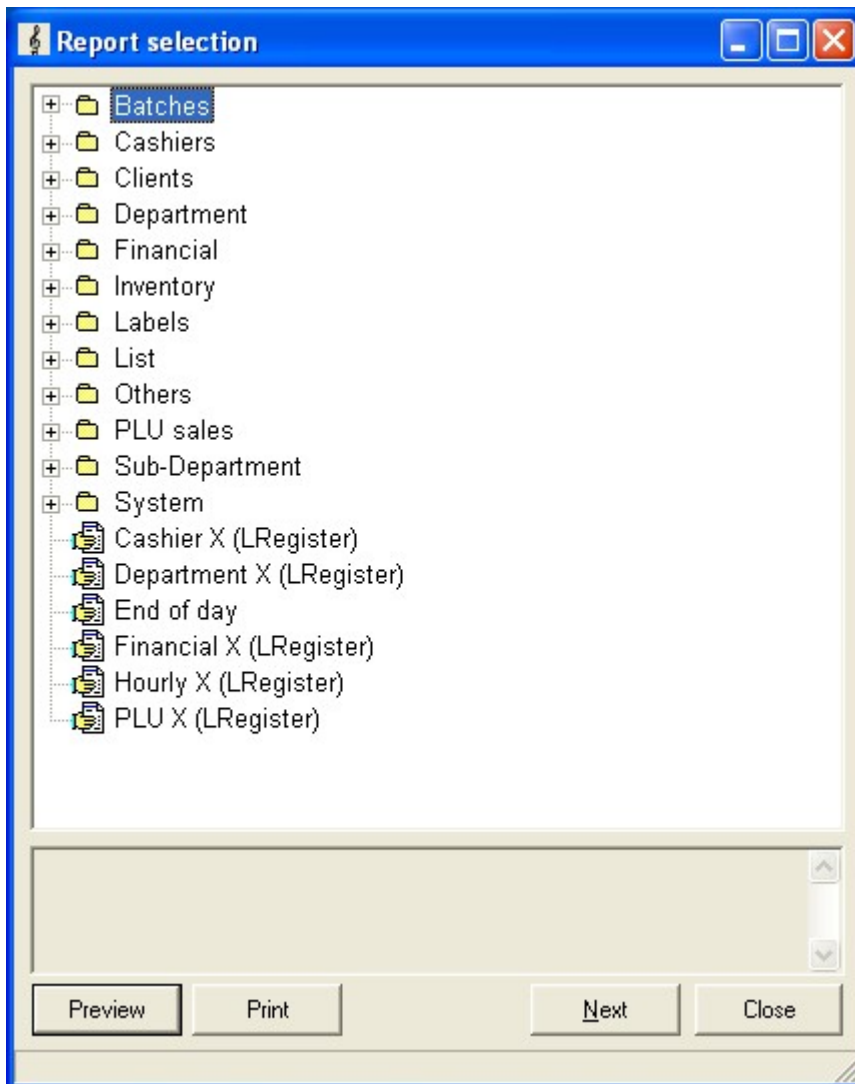 Report selection
Batches
Cashiers
Clients
Department
Financial
Inventory
Labels
List
Others
PLU sales
Sub-Department
System
Cashier X (LRegister)
Department X (LRegister)
End of day
Financial X (LRegister)
Hourly X (LRegister)
PLU X (LRegister)
Preview Print Next Close